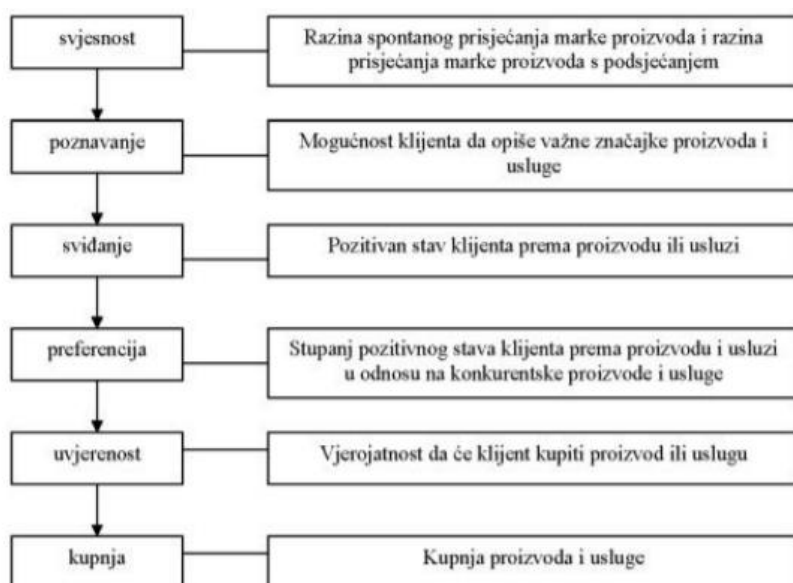 svjesnost
Razina spontanog prisjećanja marke proizvoda i razina
prisjećanja marke proizvoda s podsjećanjem
poznavanje
Mogućnost klijenta da opiše važne značajke proizvoda i
usluge
sviđanje
Pozitivan stav klijenta prema proizvodu ili usluzi
preferencija
Stupanj pozitivnog stava klijenta prema proizvodu i usluzi
u odnosu na konkurentske proizvode i usluge
uvjerenost
Vjerojatnost da će klijent kupiti proizvod ili uslugu
kupnja
Kupnja proizvoda i usluge